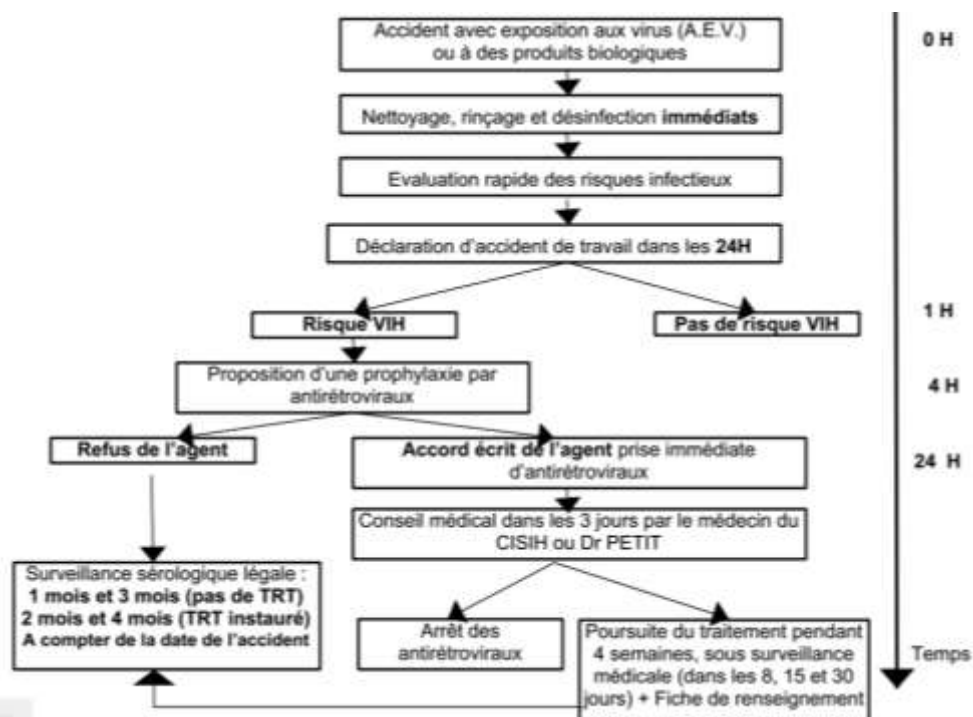 Accident avec exposition aux virus (A.E.V.)
ou à des produits biologiques
0 H
Nettoyage, rinçage et désinfection immédiats
Evaluation rapide des risques infectieux
Déclaration d'accident de travail dans les 24H
Risque VIH
Pas de risque VIH
1 H
Proposition d'une prophylaxie par
antirétroviraux
4 H
Refus de l'agent
Accord écrit de l'agent prise immédiate
d'antirétroviraux
24 H
Conseil médical dans les 3 jours par le médecin du
CISIH ou Dr PETIT
Surveillance sérologique légale :
1 mois et 3 mois (pas de TRT)
2 mois et 4 mois (TRT instauré)
A compter de la date de l'accident
Arrêt des
antirétroviraux
Poursuite du traitement pendant
4 semaines, sous surveillance
médicale (dans les 8, 15 et 30
jours) + Fiche de renseignement
Temps